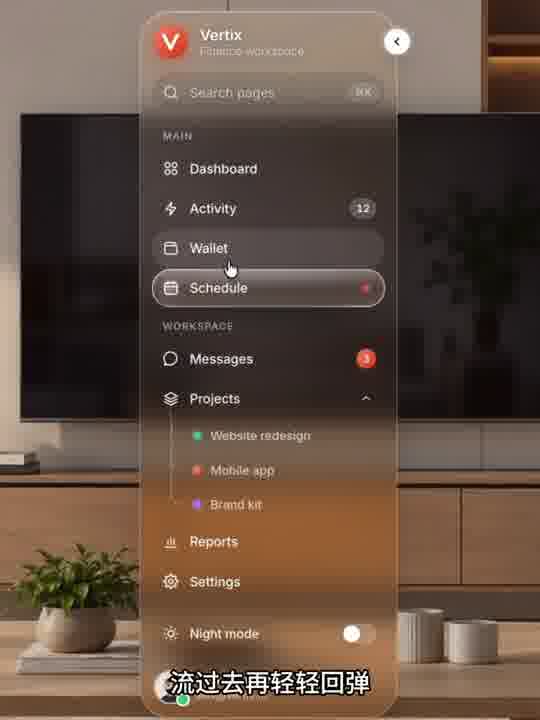 Vertix
Finance workspace
Search pages ⌘K
MAIN
Dashboard
Activity 12
Wallet
Schedule
WORKSPACE
Messages 3
Projects
Website redesign
Mobile app
Brand kit
Reports
Settings
Night mode
流过去再轻轻回弹